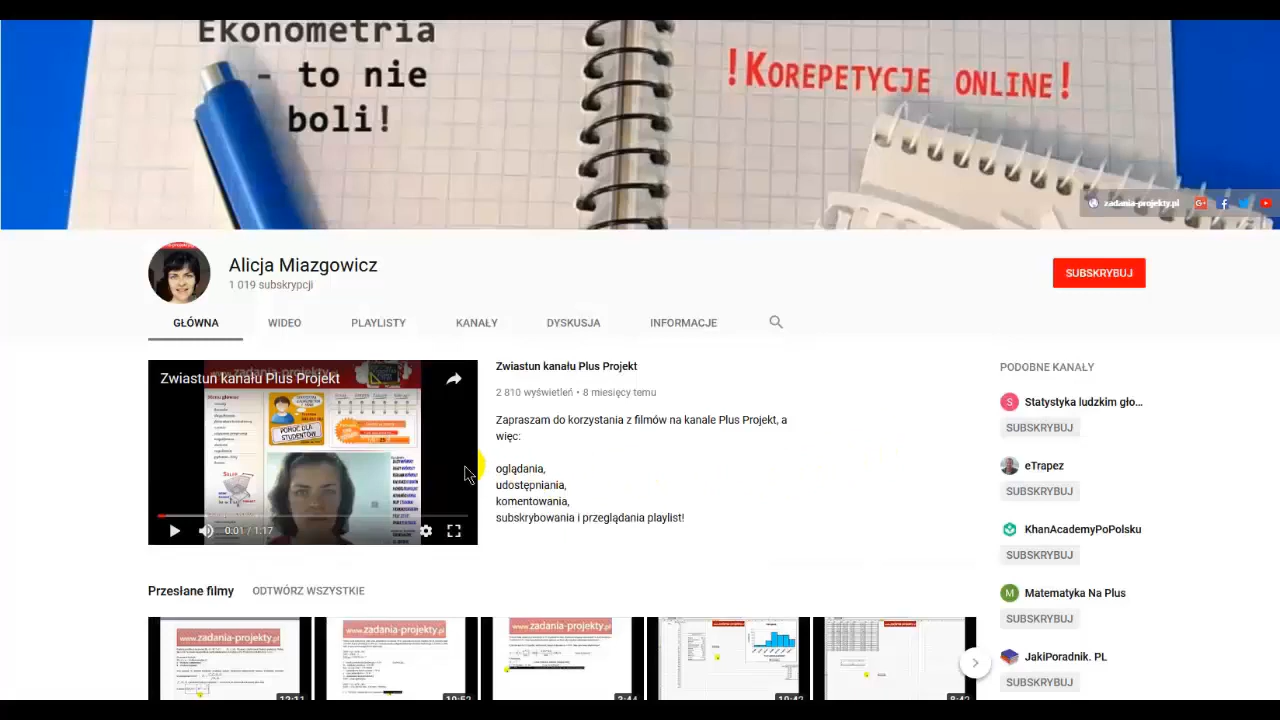 Ekonometria
- to nie
boli!
!Korepetycje online!
zadania-projekty.pl
Alicja Miazgowicz
1 019 subskrypcji
SUBSKRYBUJ
GŁÓWNA WIDEO PLAYLISTY KANAŁY DYSKUSJA INFORMACJE
Zwiastun kanału Plus Projekt
POMOC DLA
STUDENTÓW
0:01 / 1:17
Zwiastun kanału Plus Projekt
2 810 wyświetleń • 8 miesięcy temu
Zapraszam do korzystania z filmów na kanale Plus Projekt, a
więc:
oglądania,
udostępniania,
komentowania,
subskrybowania i przeglądania playlist!
PODOBNE KANAŁY
S
Statystyka ludzkim gło...
SUBSKRYBUJ
eTrapez
SUBSKRYBUJ
KhanAcademyPoPolsku
SUBSKRYBUJ
M
Matematyka Na Plus
SUBSKRYBUJ
JakiPoradnik. PL
SUBSKRYBUJ
Przesłane filmy ODTWÓRZ WSZYSTKIE
www.zadania-projekty.pl
www.zadania-projekty.pl
www.zadania-projekty.pl